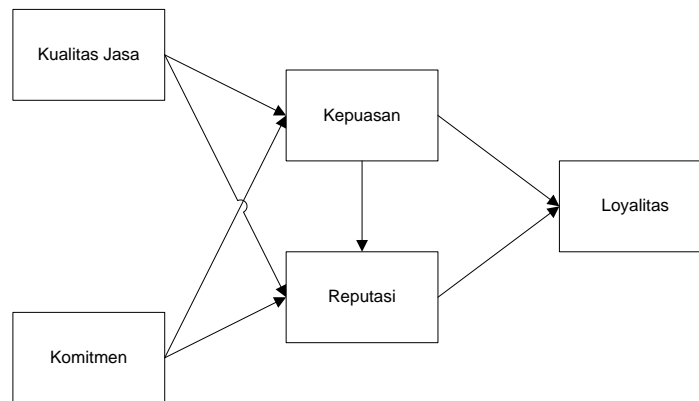 Kualitas Jasa
Kepuasan
Loyalitas
Reputasi
Komitmen